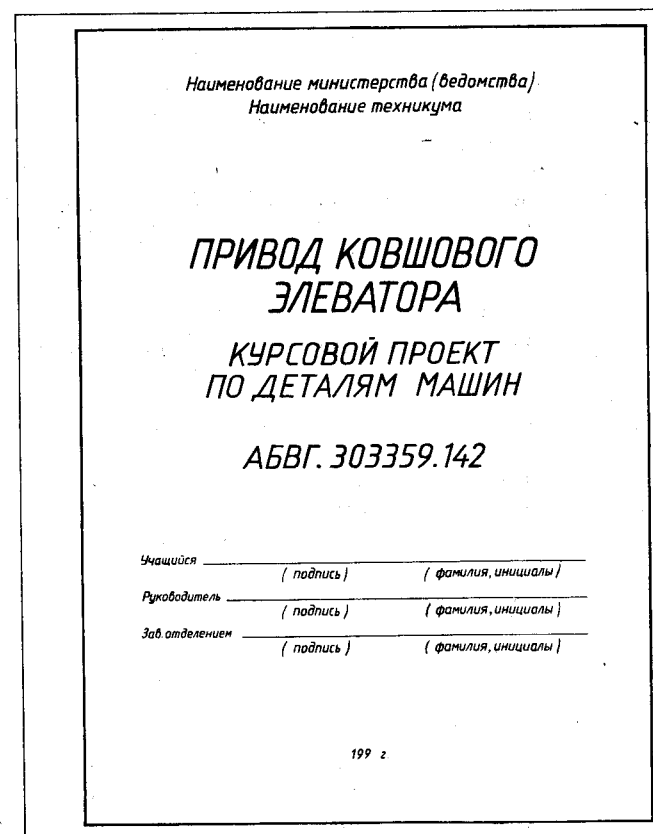 Наименование министерства (ведомства)
Наименование техникума
ПРИВОД КОВШОВОГО
ЭЛЕВАТОРА
КУРСОВОЙ ПРОЕКТ
ПО ДЕТАЛЯМ МАШИН
АБВГ. 303359.142
Учащийся
( подпись ) ( фамилия, инициалы )
Руководитель
( подпись ) ( фамилия, инициалы )
Зав. отделением
( подпись ) ( фамилия, инициалы )
199 г